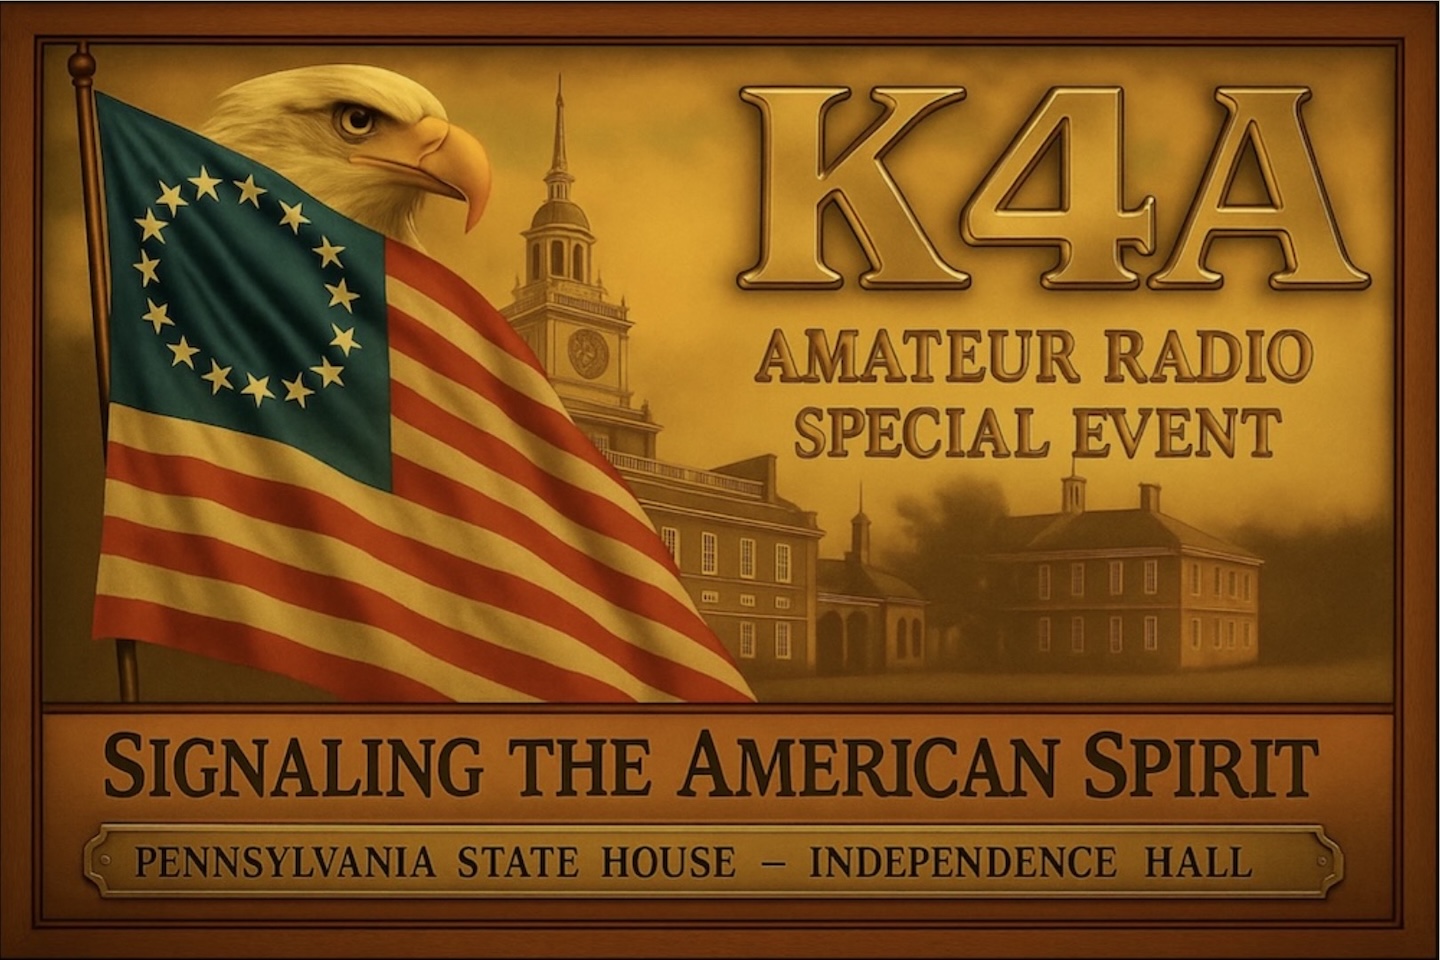 K4A
AMATEUR RADIO
SPECIAL EVENT
SIGNALING THE AMERICAN SPIRIT
PENNSYLVANIA STATE HOUSE – INDEPENDENCE HALL